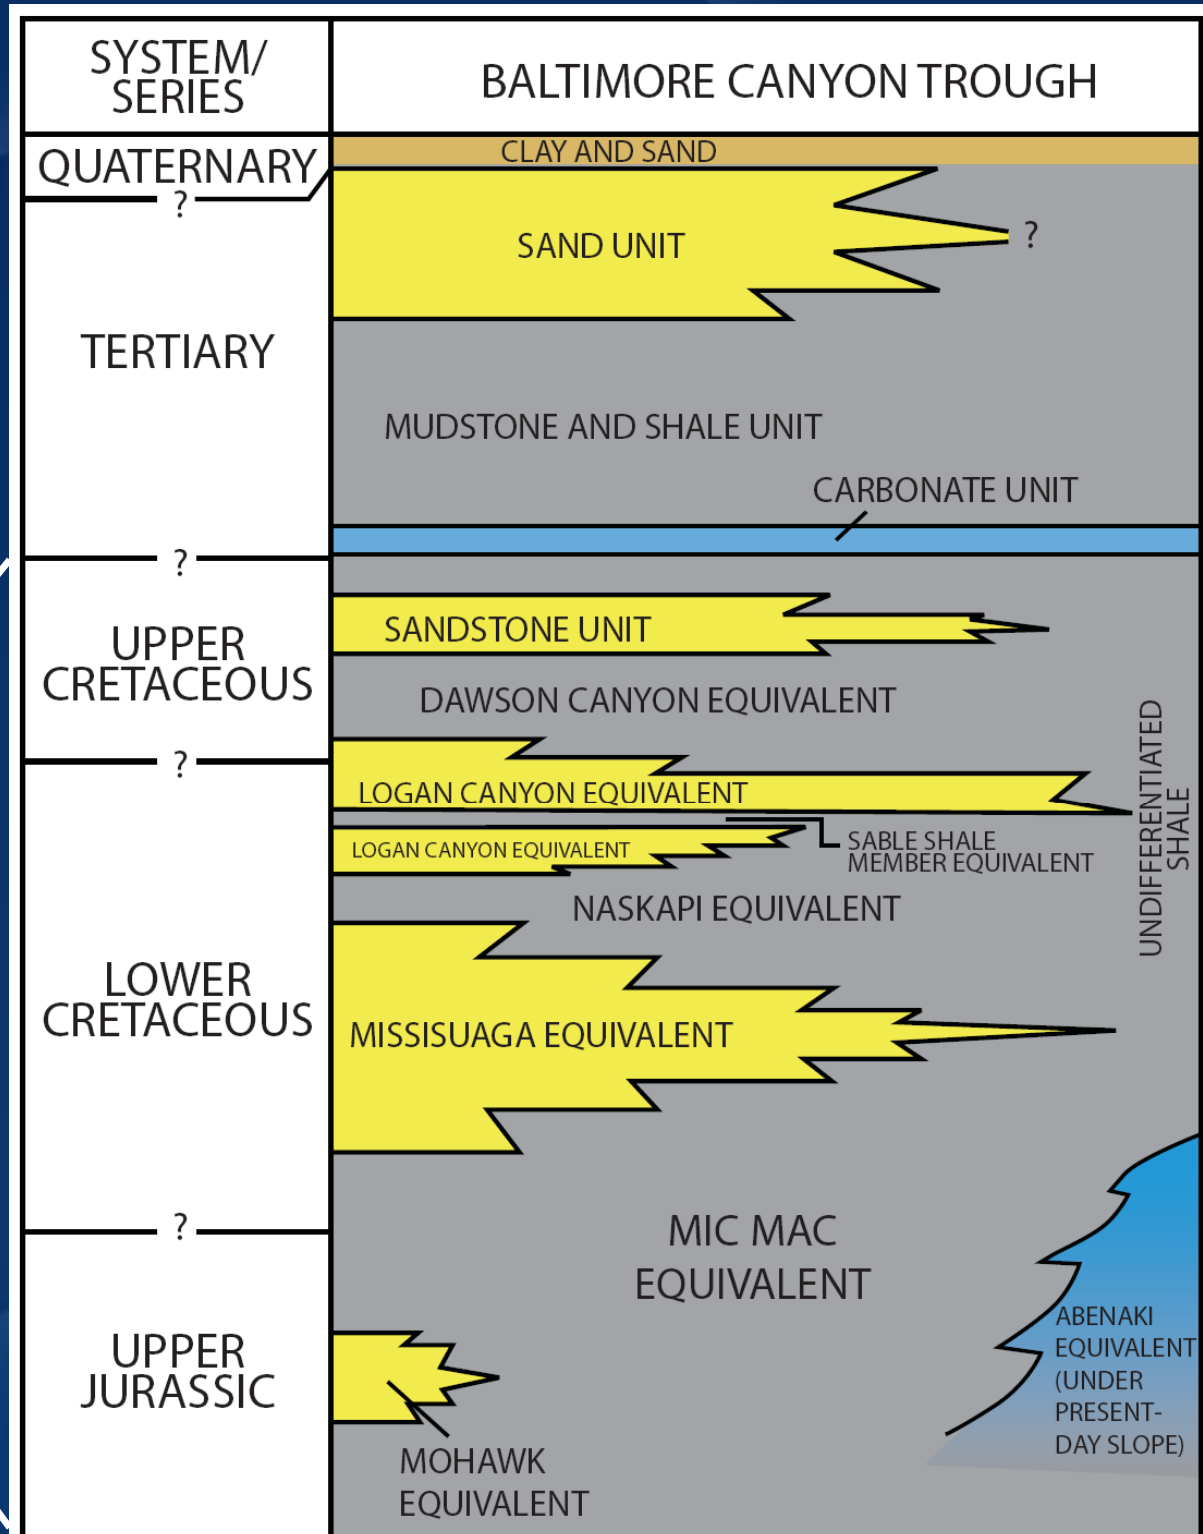 SYSTEM/
SERIES
BALTIMORE CANYON TROUGH
QUATERNARY
CLAY AND SAND
?
SAND UNIT
?
TERTIARY
MUDSTONE AND SHALE UNIT
CARBONATE UNIT
?
UPPER
CRETACEOUS
SANDSTONE UNIT
DAWSON CANYON EQUIVALENT
UNDIFFERENTIATED
SHALE
?
LOGAN CANYON EQUIVALENT
LOGAN CANYON EQUIVALENT
SABLE SHALE
MEMBER EQUIVALENT
NASKAPI EQUIVALENT
LOWER
CRETACEOUS
MISSISUAGA EQUIVALENT
?
MIC MAC
EQUIVALENT
UPPER
JURASSIC
ABENAKI
EQUIVALENT
(UNDER
PRESENT-
DAY SLOPE)
MOHAWK
EQUIVALENT